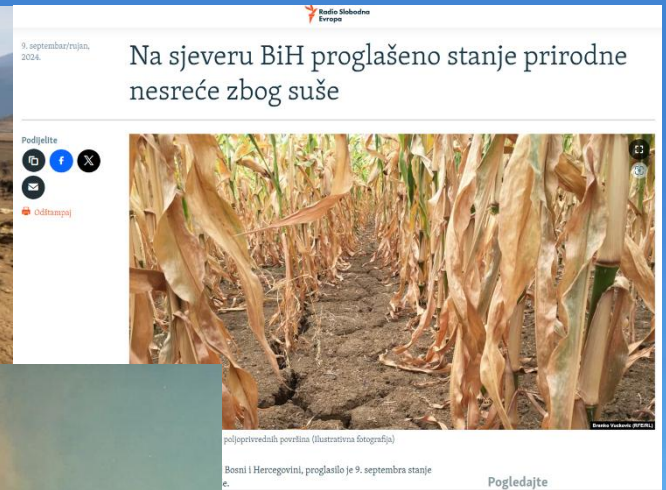 Radio Slobodna
Evropa
9. septembar/rujan,
2024.
Na sjeveru BiH proglašeno stanje prirodne
nesreće zbog suše
Podijelite
Odštampaj
Brenko Vuckovic (RFE/RL)
poljoprivrednih površina (ilustrativna fotografija)
Bosni i Hercegovini, proglasilo je 9. septembra stanje
e.
Pogledajte